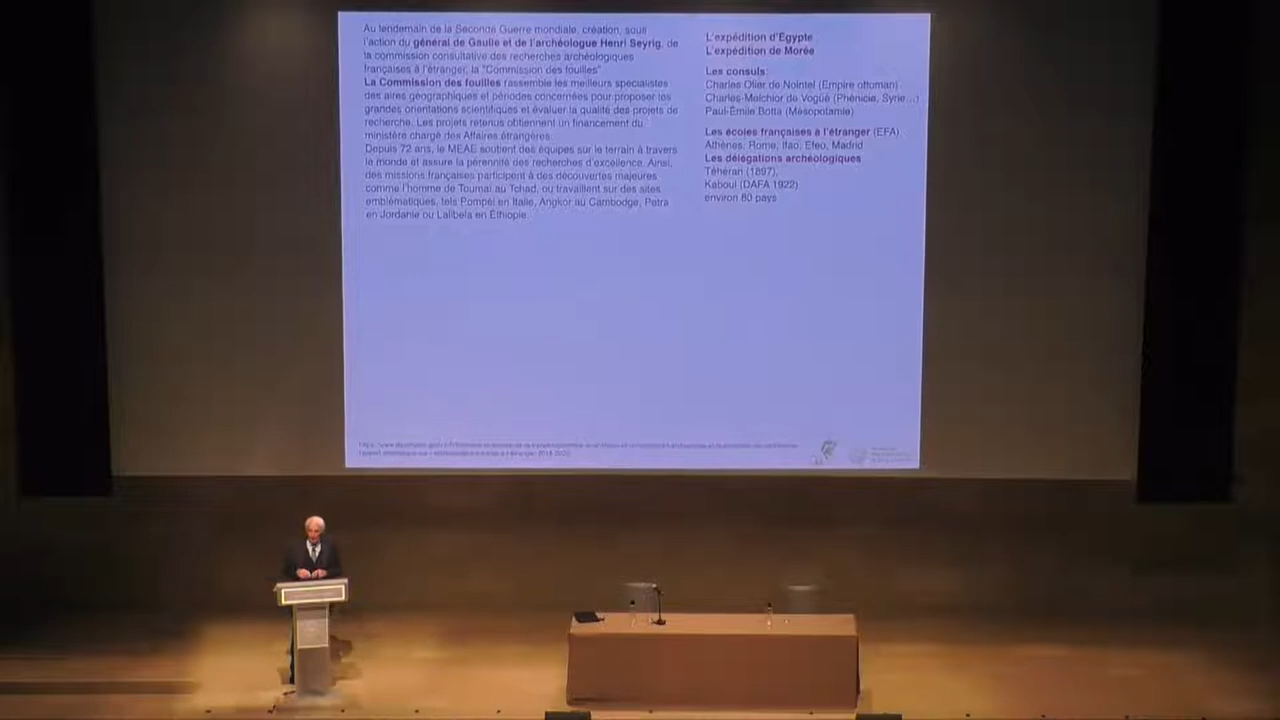 Au lendemain de la Seconde Guerre mondiale, création, sous
l'action du général de Gaulle et de l'archéologue Henri Seyrig, de
la commission consultative des recherches archéologiques
françaises à l'étranger, la "Commission des fouilles".
La Commission des fouilles rassemble les meilleurs spécialistes
des aires géographiques et périodes concernées pour proposer les
grandes orientations scientifiques et évaluer la qualité des projets de
recherche. Les projets retenus obtiennent un financement du
ministère chargé des Affaires étrangères.
Depuis 72 ans, le MEAE soutient des équipes sur le terrain à travers
le monde et assure la pérennité des recherches d'excellence. Ainsi,
des missions françaises participent à des découvertes majeures
comme l'homme de Toumaï au Tchad, ou travaillent sur des sites
emblématiques, tels Pompéi en Italie, Angkor au Cambodge, Petra
en Jordanie ou Lalibela en Éthiopie.
L'expédition d'Égypte
L'expédition de Morée
Les consuls:
Charles Olier de Nointel (Empire ottoman)
Charles-Melchior de Vogüé (Phénicie, Syrie…)
Paul-Émile Botta (Mésopotamie)
Les écoles françaises à l'étranger (EFA)
Athènes, Rome, Ifao, Efeo, Madrid
Les délégations archéologiques
Téhéran (1897),
Kaboul (DAFA 1922)
environ 60 pays